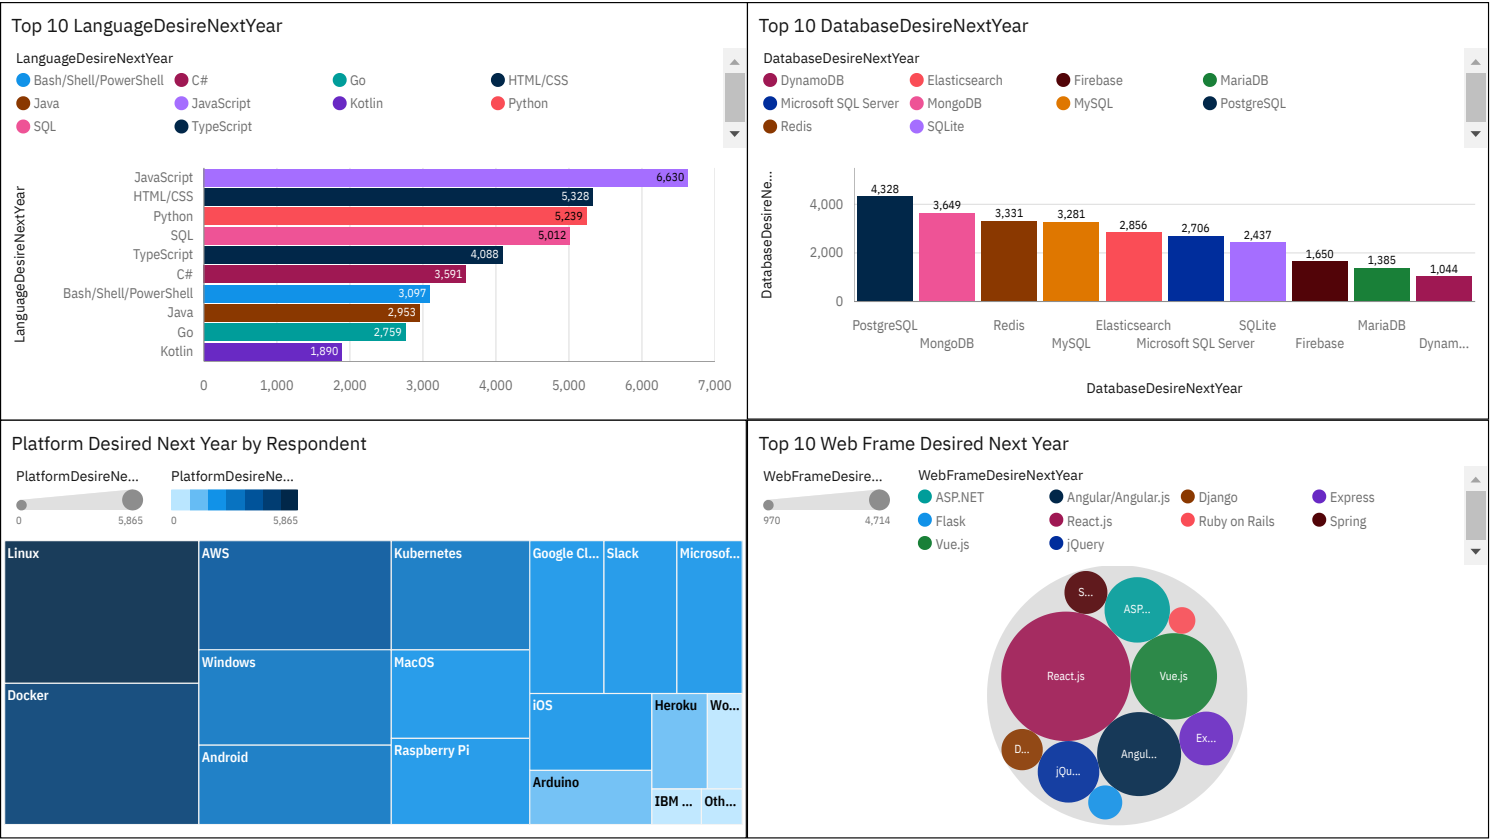 Top 10 LanguageDesireNextYear
LanguageDesireNextYear
Bash/Shell/PowerShell C# Go HTML/CSS
Java JavaScript Kotlin Python
SQL TypeScript
LanguageDesireNextYear
JavaScript 6,630
HTML/CSS 5,328
Python 5,239
SQL 5,012
TypeScript 4,088
C# 3,591
Bash/Shell/PowerShell 3,097
Java 2,953
Go 2,759
Kotlin 1,890
0 1,000 2,000 3,000 4,000 5,000 6,000 7,000
Top 10 DatabaseDesireNextYear
DatabaseDesireNextYear
DynamoDB Elasticsearch Firebase MariaDB
Microsoft SQL Server MongoDB MySQL PostgreSQL
Redis SQLite
DatabaseDesireNe...
4,000
2,000
0
4,328 3,649 3,331 3,281 2,856 2,706 2,437 1,650 1,385 1,044
PostgreSQL Redis Elasticsearch SQLite MariaDB
MongoDB MySQL Microsoft SQL Server Firebase Dynam...
DatabaseDesireNextYear
Platform Desired Next Year by Respondent
PlatformDesireNe... PlatformDesireNe...
0 5,865 0 5,865
Linux AWS Kubernetes Google Cl... Slack Microsof...
Windows MacOS
Docker iOS Heroku Wo...
Android Raspberry Pi
Arduino
IBM ... Oth...
Top 10 Web Frame Desired Next Year
WebFrameDesire... WebFrameDesireNextYear
970 4,714
ASP.NET Angular/Angular.js Django Express
Flask React.js Ruby on Rails Spring
Vue.js jQuery
S... ASP...
React.js Vue.js
D... Ex...
jQu... Angul...